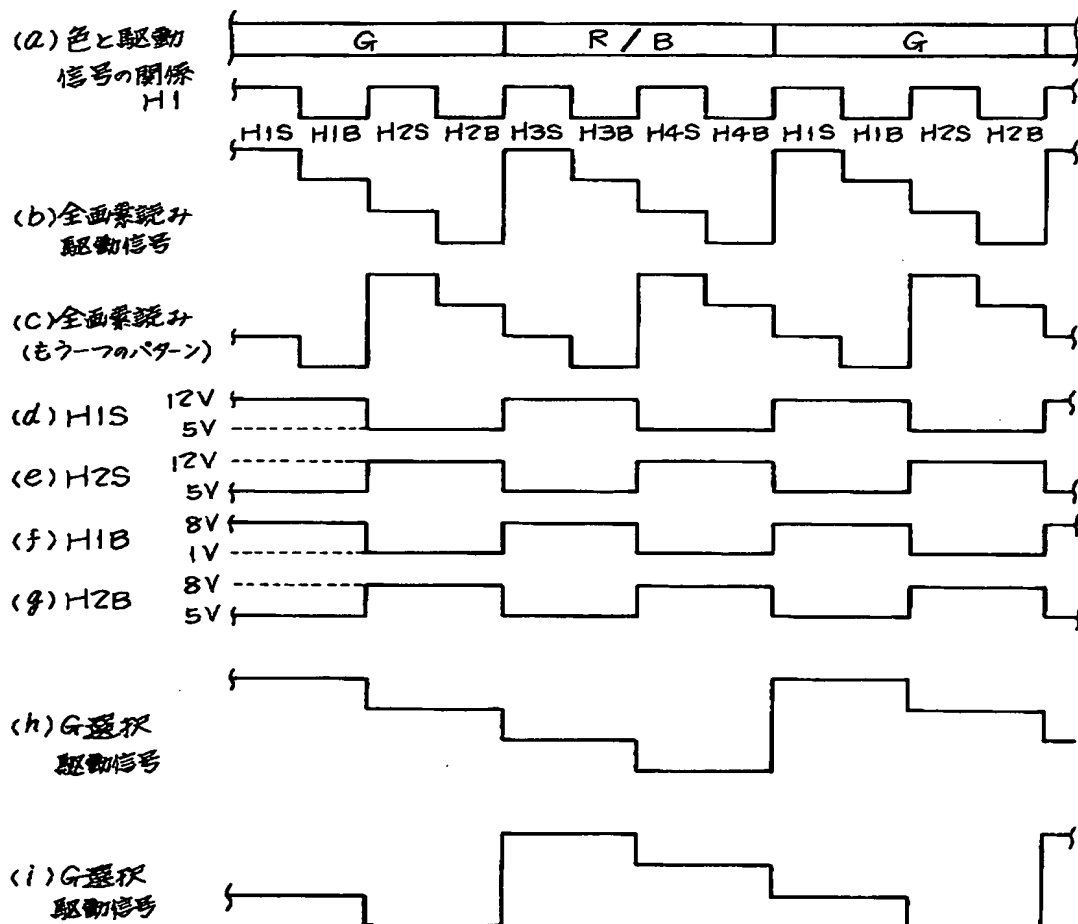 (a)色と駆動
信号の関係
H1
G
R / B
G
H1S H1B H2S H2B H3S H3B H4S H4B H1S H1B H2S H2B
(b)全画素読み
駆動信号
(c)全画素読み
(もう一つのパターン)
(d)H1S
12V
5V
(e)H2S
12V
5V
(f)H1B
8V
1V
(g)H2B
8V
5V
(h)G選択
駆動信号
(i)G選択
駆動信号